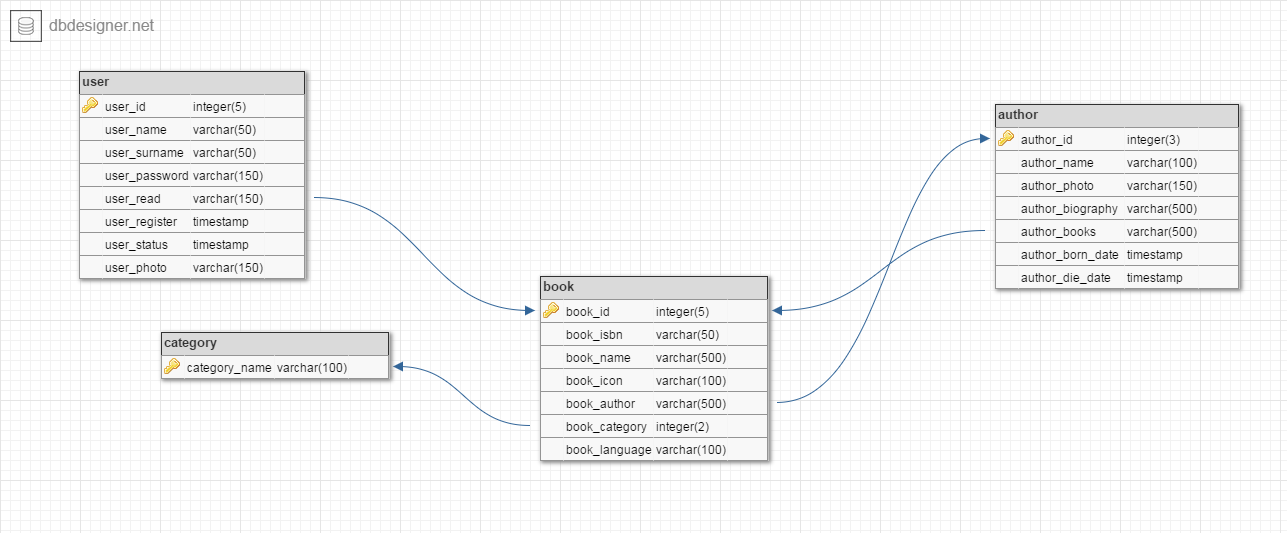 dbdesigner.net
user
user_id integer(5)
user_name varchar(50)
user_surname varchar(50)
user_password varchar(150)
user_read varchar(150)
user_register timestamp
user_status timestamp
user_photo varchar(150)
category
category_name varchar(100)
book
book_id integer(5)
book_isbn varchar(50)
book_name varchar(500)
book_icon varchar(100)
book_author varchar(500)
book_category integer(2)
book_language varchar(100)
author
author_id integer(3)
author_name varchar(100)
author_photo varchar(150)
author_biography varchar(500)
author_books varchar(500)
author_born_date timestamp
author_die_date timestamp